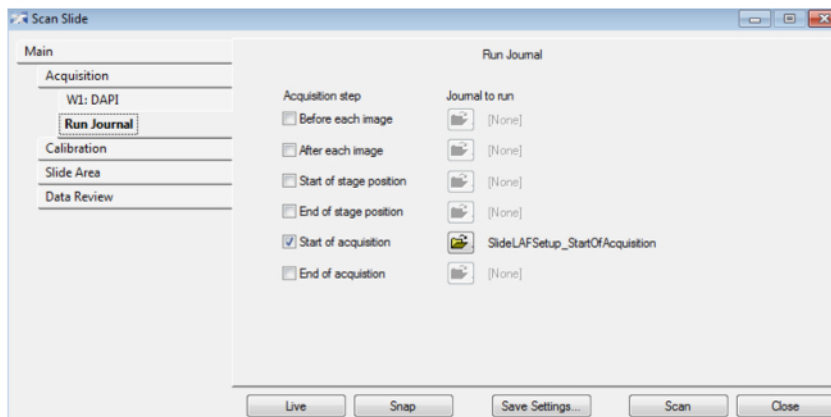 Scan Slide
Main
Acquisition
W1: DAPI
Run Journal
Calibration
Slide Area
Data Review
Run Journal
Acquisition step Journal to run
Before each image [None]
After each image [None]
Start of stage position [None]
End of stage position [None]
Start of acquisition SlideLAFSetup_StartOfAcquisition
End of acquistion [None]
Live Snap Save Settings... Scan Close